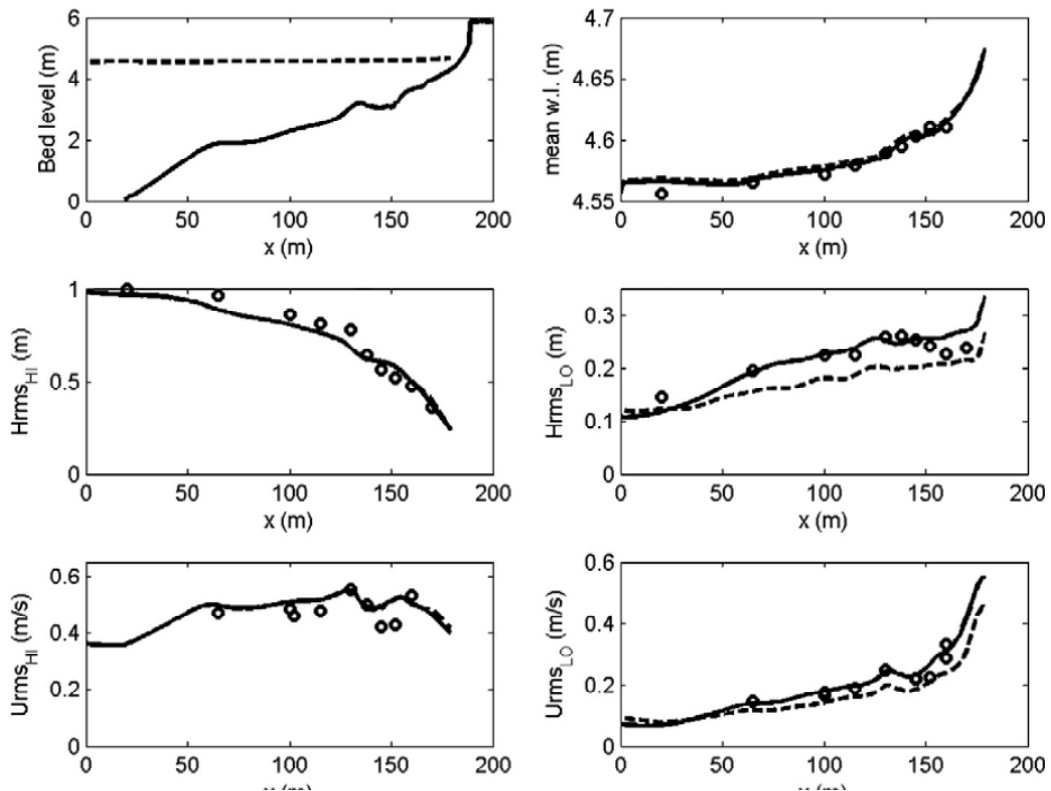 6
4
2
0
Bed level (m)
0 50 100 150 200
x (m)
4.7
4.65
4.6
4.55
mean w.l. (m)
0 50 100 150 200
x (m)
1
0.5
0
Hrms_HI (m)
0 50 100 150 200
x (m)
0.3
0.2
0.1
0
Hrms_LO (m)
0 50 100 150 200
x (m)
0.6
0.4
0.2
0
Urms_HI (m/s)
0 50 100 150 200
x (m)
0.6
0.4
0.2
0
Urms_LO (m/s)
0 50 100 150 200
x (m)